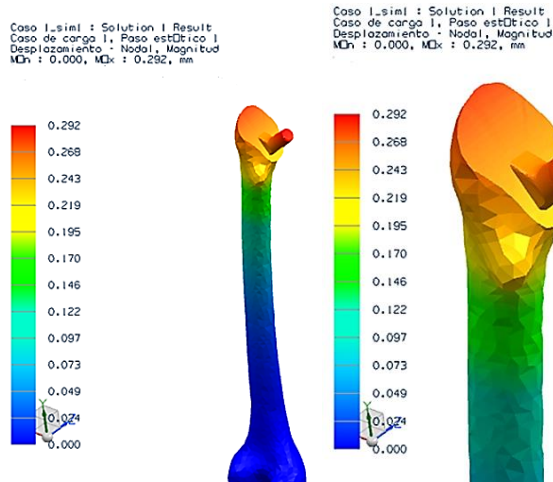 Caso 1_sim1 : Solution 1 Result
Caso de carga 1, Paso est□tico 1
Desplazamiento - Nodal, Magnitud
M□n : 0.000, M□x : 0.292, mm
0.292
0.268
0.243
0.219
0.195
0.170
0.146
0.122
0.097
0.073
0.049
0.024
0.000
Y
Z
Caso 1_sim1 : Solution 1 Result
Caso de carga 1, Paso est□tico 1
Desplazamiento - Nodal, Magnitud
M□n : 0.000, M□x : 0.292, mm
0.292
0.268
0.243
0.219
0.195
0.170
0.146
0.122
0.097
0.073
0.049
0.024
0.000
Y
Z